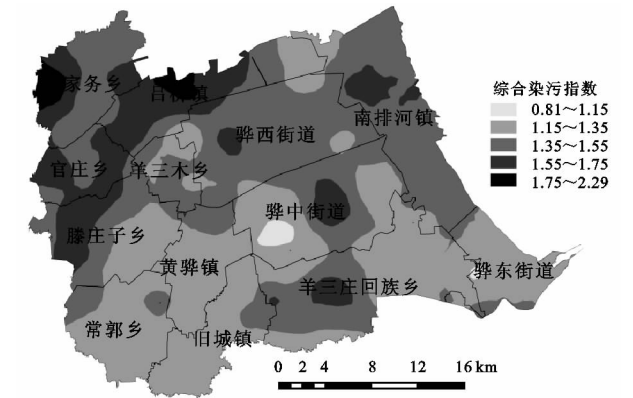 综合染污指数
0.81～1.15
1.15～1.35
1.35～1.55
1.55～1.75
1.75～2.29
家务乡
南排河镇
骅西街道
官庄乡
羊三木乡
骅中街道
滕庄子乡
黄骅镇
骅东街道
羊三庄回族乡
常郭乡
旧城镇
0 2 4 8 12 16 km